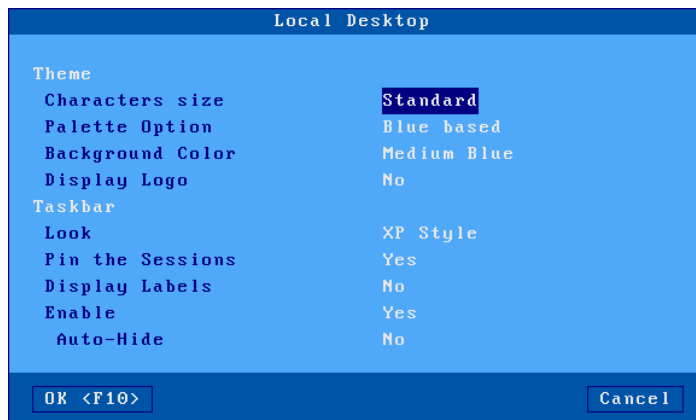 Local Desktop
Theme
Characters size Standard
Palette Option Blue based
Background Color Medium Blue
Display Logo No
Taskbar
Look XP Style
Pin the Sessions Yes
Display Labels No
Enable Yes
Auto-Hide No
OK <F10> Cancel